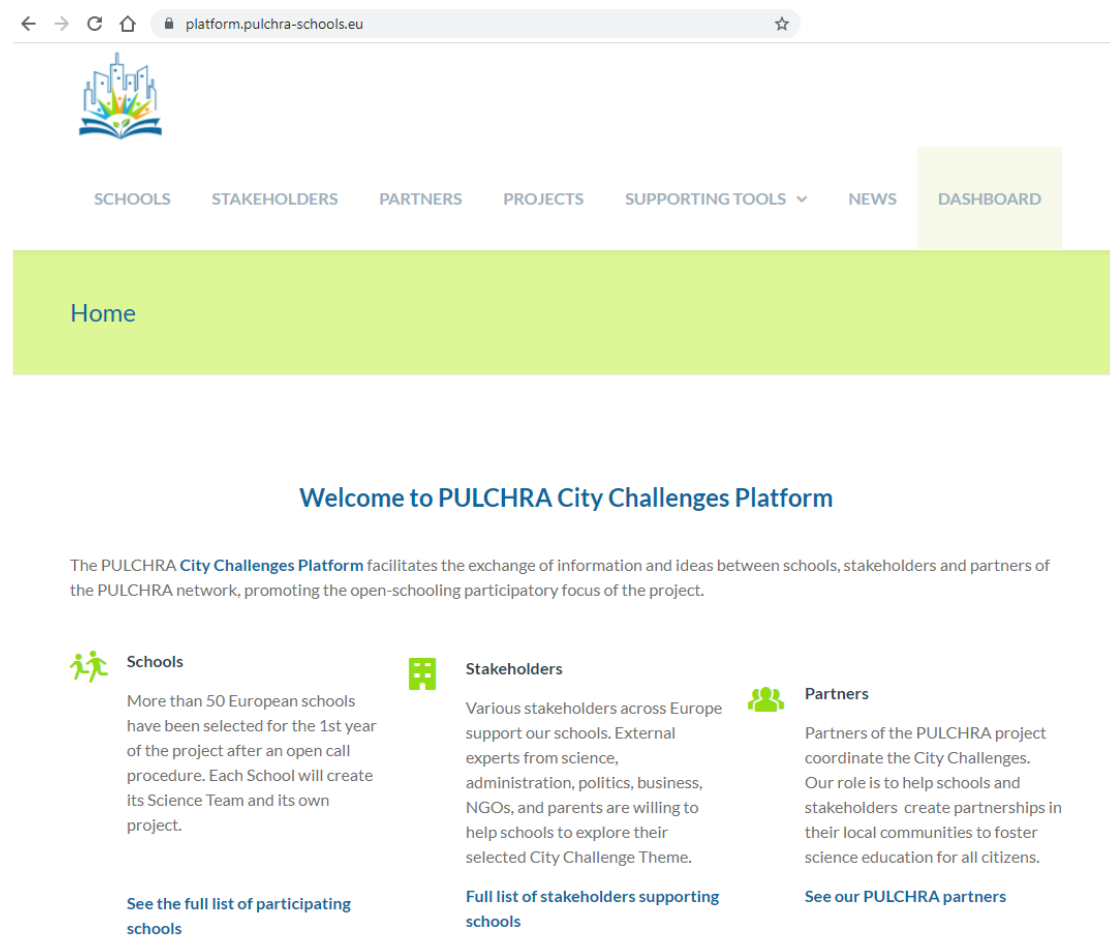 platform.pulchra-schools.eu
SCHOOLS STAKEHOLDERS PARTNERS PROJECTS SUPPORTING TOOLS NEWS DASHBOARD
Home
Welcome to PULCHRA City Challenges Platform
The PULCHRA City Challenges Platform facilitates the exchange of information and ideas between schools, stakeholders and partners of
the PULCHRA network, promoting the open-schooling participatory focus of the project.
Schools
More than 50 European schools
have been selected for the 1st year
of the project after an open call
procedure. Each School will create
its Science Team and its own
project.
See the full list of participating
schools
Stakeholders
Various stakeholders across Europe
support our schools. External
experts from science,
administration, politics, business,
NGOs, and parents are willing to
help schools to explore their
selected City Challenge Theme.
Full list of stakeholders supporting
schools
Partners
Partners of the PULCHRA project
coordinate the City Challenges.
Our role is to help schools and
stakeholders create partnerships in
their local communities to foster
science education for all citizens.
See our PULCHRA partners